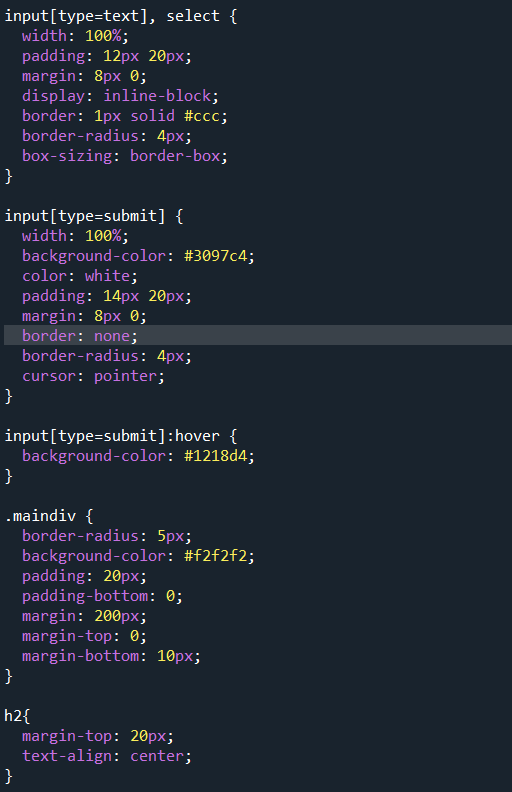 input[type=text], select {
  width: 100%;
  padding: 12px 20px;
  margin: 8px 0;
  display: inline-block;
  border: 1px solid #ccc;
  border-radius: 4px;
  box-sizing: border-box;
}

input[type=submit] {
  width: 100%;
  background-color: #3097c4;
  color: white;
  padding: 14px 20px;
  margin: 8px 0;
  border: none;
  border-radius: 4px;
  cursor: pointer;
}

input[type=submit]:hover {
  background-color: #1218d4;
}

.maindiv {
  border-radius: 5px;
  background-color: #f2f2f2;
  padding: 20px;
  padding-bottom: 0;
  margin: 200px;
  margin-top: 0;
  margin-bottom: 10px;
}

h2{
  margin-top: 20px;
  text-align: center;
}